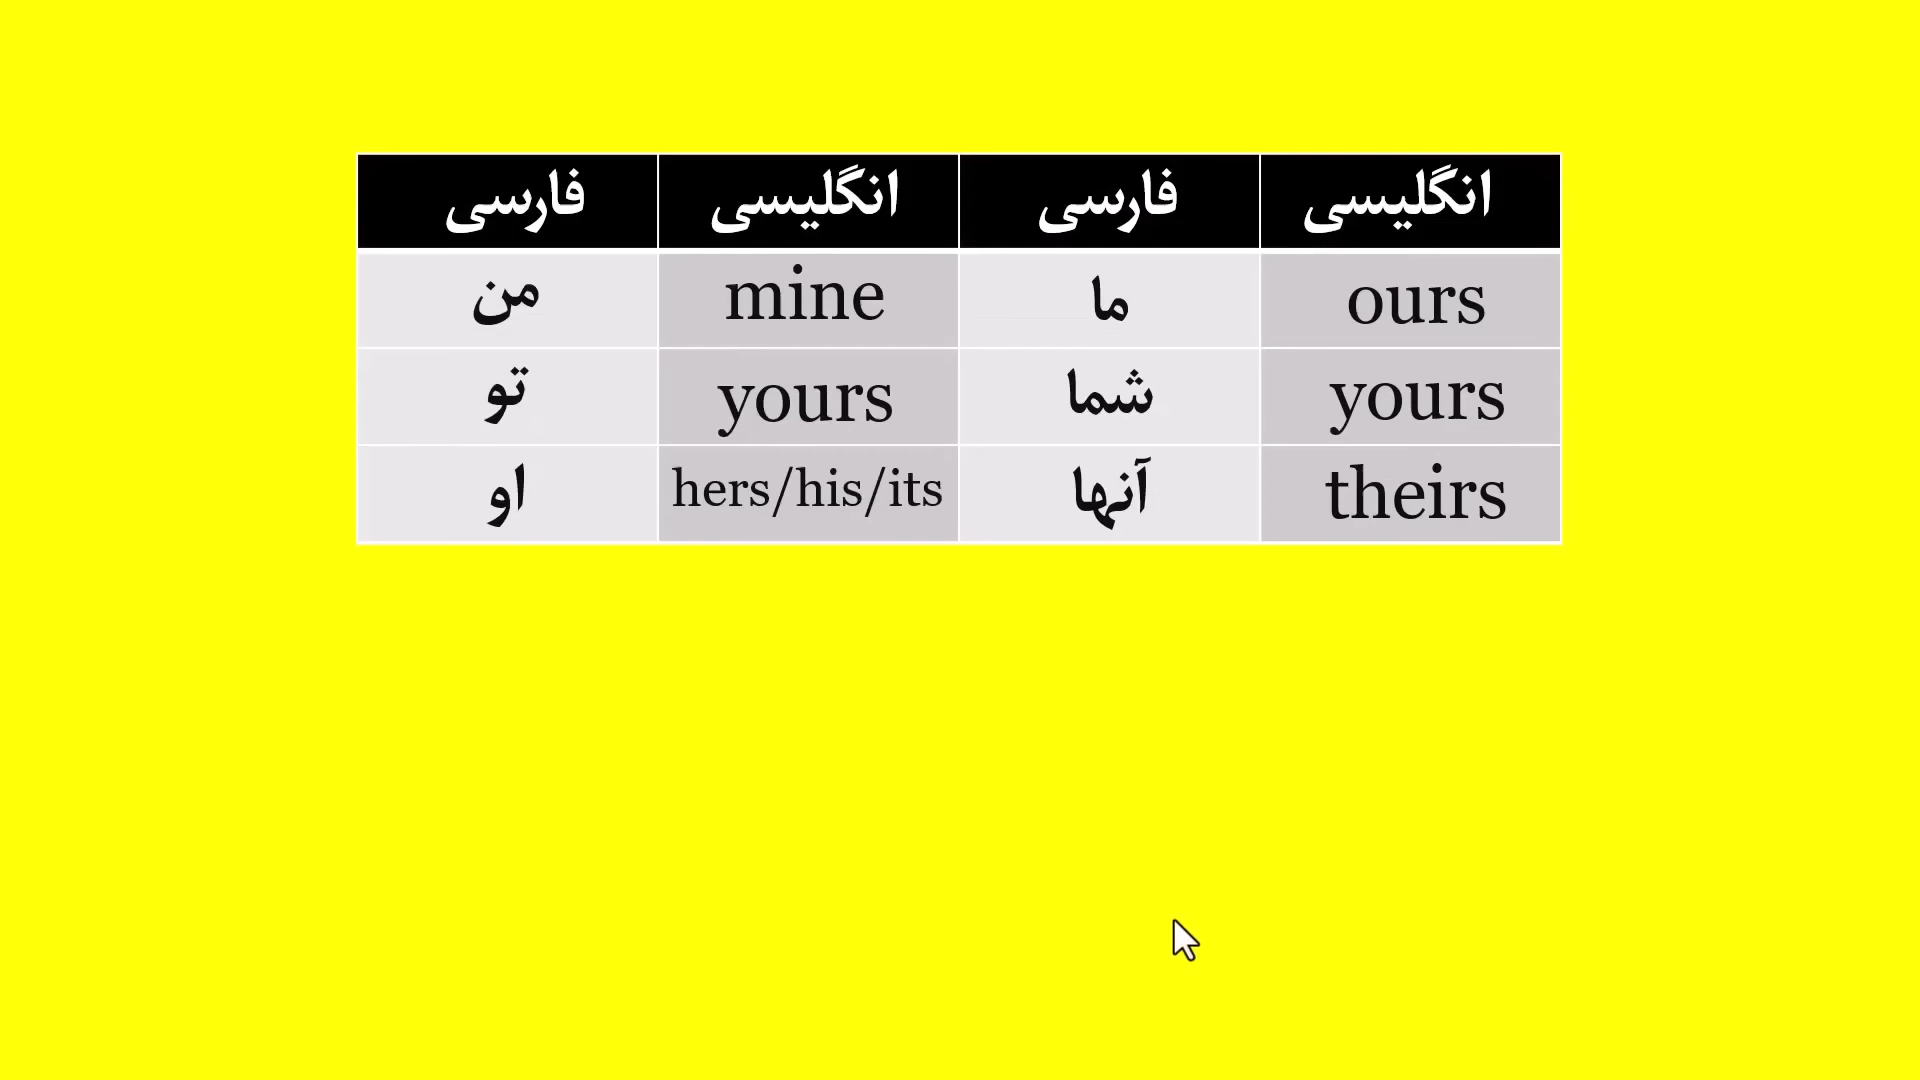 فارسی انگلیسی فارسی انگلیسی
من mine ما ours
تو yours شما yours
او hers/his/its آنها theirs